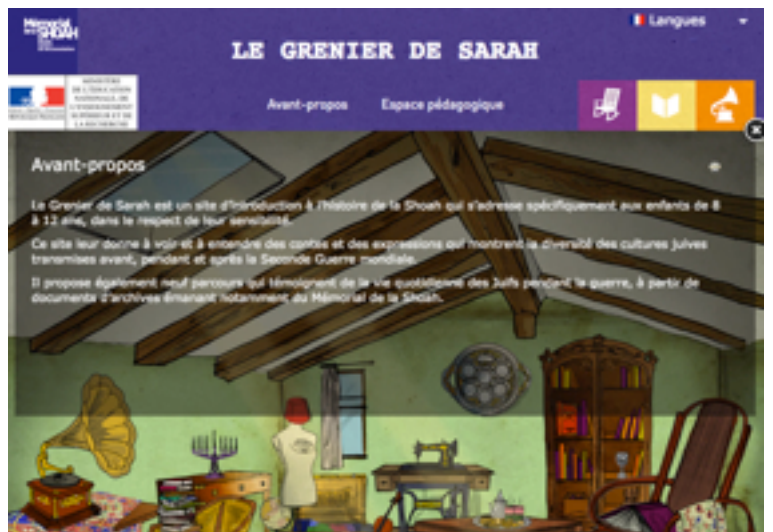 Mémorial
de la SHOAH
Langues
LE GRENIER DE SARAH
MINISTÈRE
DE L'ÉDUCATION
NATIONALE, DE
L'ENSEIGNEMENT
SUPÉRIEUR ET DE
LA RECHERCHE
Avant-propos
Espace pédagogique
Avant-propos
Le Grenier de Sarah est un site d'introduction à l'histoire de la Shoah qui s'adresse spécifiquement aux enfants de 8
à 12 ans, dans le respect de leur sensibilité.
Ce site leur donne à voir et à entendre des contes et des expressions qui montrent la diversité des cultures juives
transmises avant, pendant et après la Seconde Guerre mondiale.
Il propose également neuf parcours qui témoignent de la vie quotidienne des Juifs pendant la guerre, à partir de
documents d'archives émanant notamment du Mémorial de la Shoah.